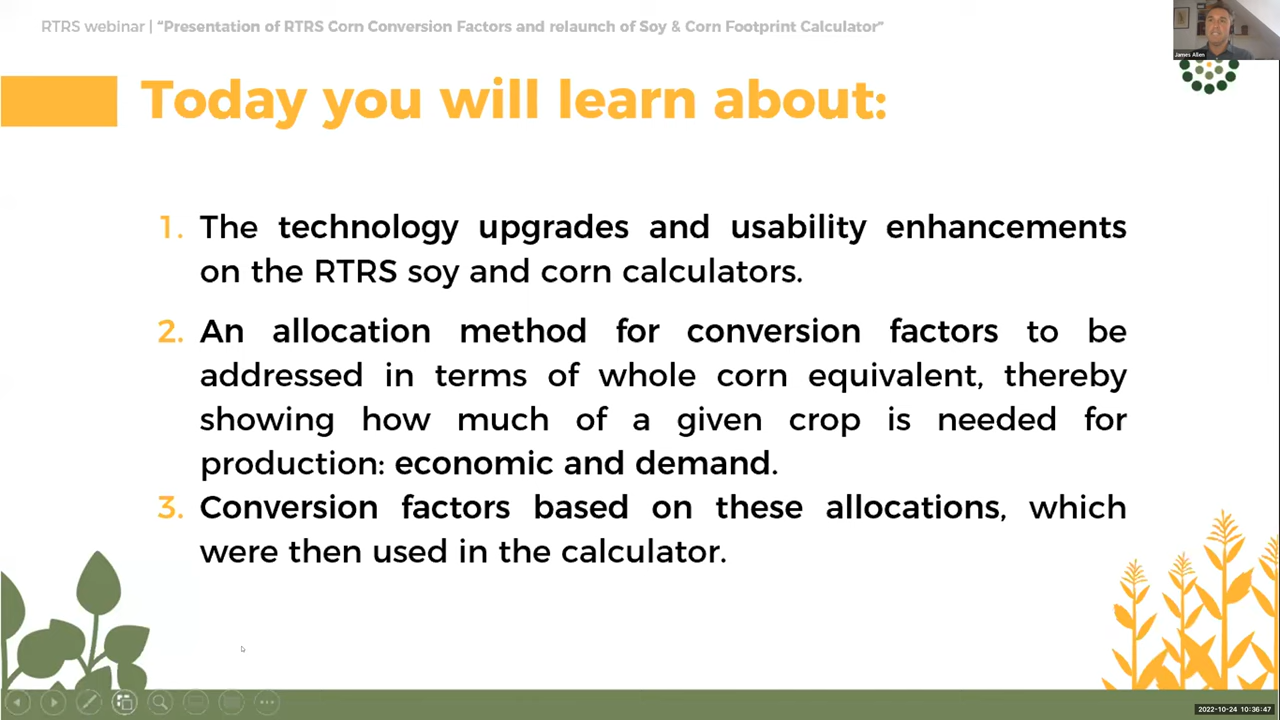 RTRS webinar | “Presentation of RTRS Corn Conversion Factors and relaunch of Soy & Corn Footprint Calculator”
James Allen
Today you will learn about:
1. The technology upgrades and usability enhancements
on the RTRS soy and corn calculators.
2. An allocation method for conversion factors to be
addressed in terms of whole corn equivalent, thereby
showing how much of a given crop is needed for
production: economic and demand.
3. Conversion factors based on these allocations, which
were then used in the calculator.
2022-10-24 10:36:47